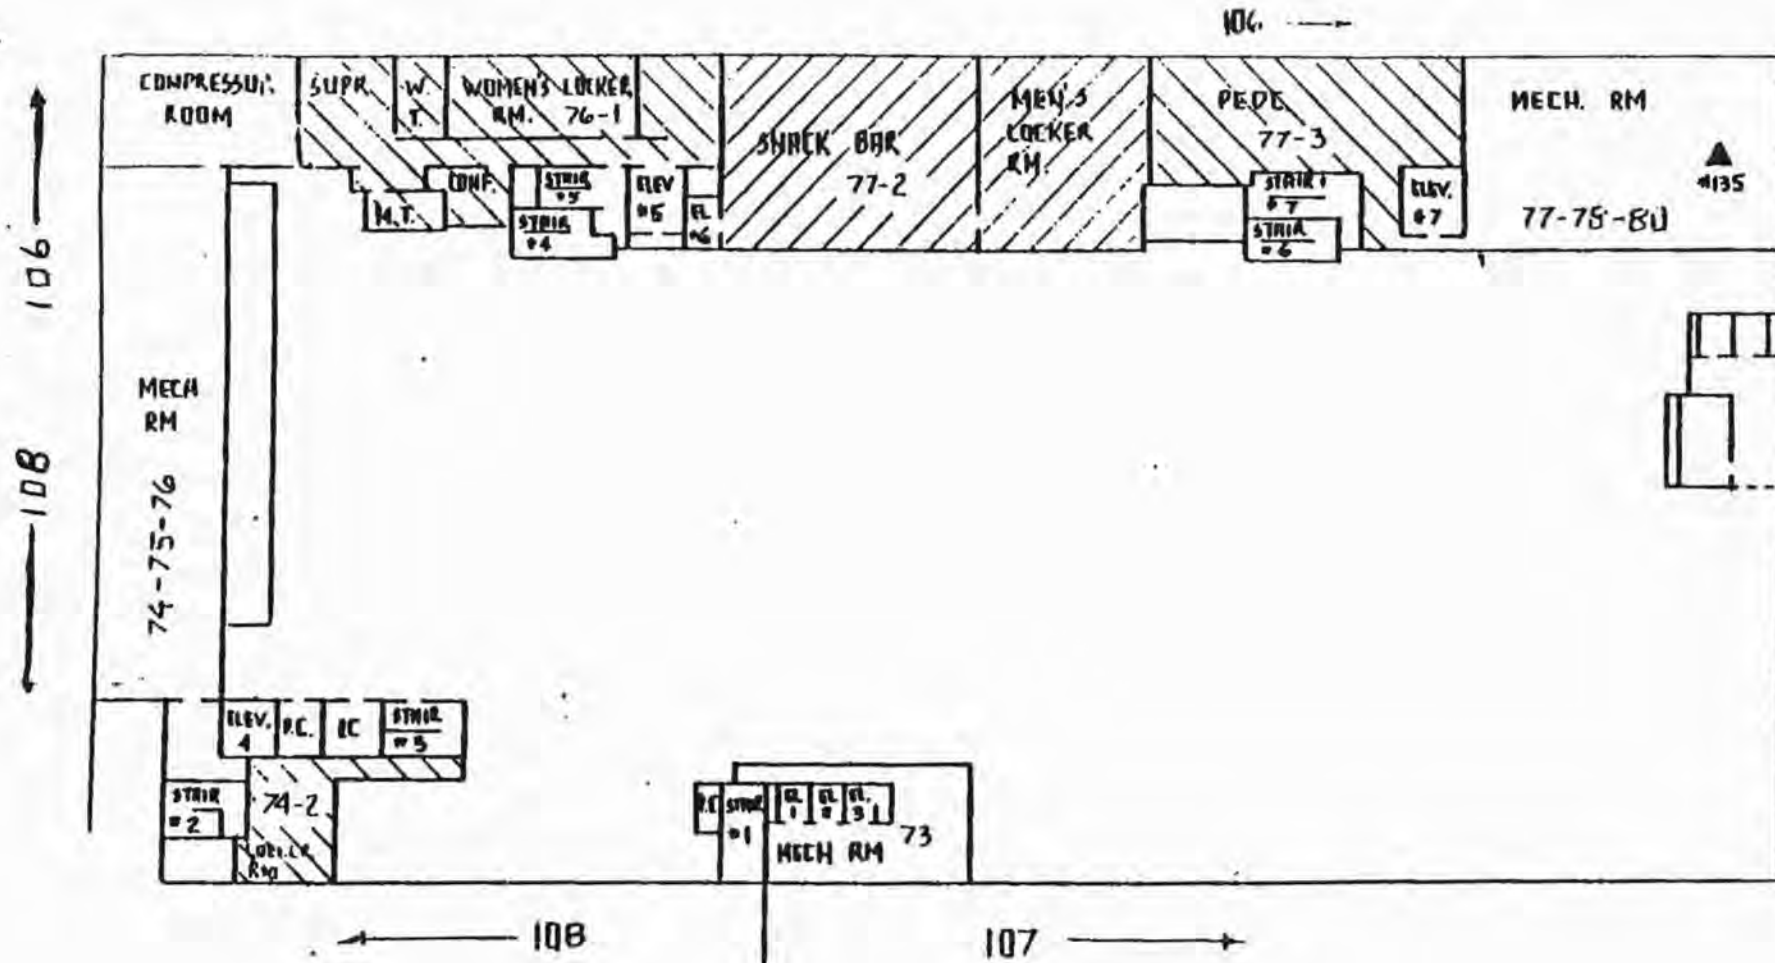 106. →
COMPRESSOR
ROOM
SUPR.
W.
T.
WOMEN'S LOCKER
RM. 76-1
SNACK BAR
77-2
MEN'S
LOCKER
RM.
77-3
MECH. RM
▲
#135
77-78-80
CONF.
M.T.
STAIR
#5
STAIR
#4
ELEV
#5
EL
#6
STAIR
#7
STAIR
#6
ELEV.
#7
106
108
MECH
RM
74-75-76
ELEV.
4
P.C.
STAIR
#3
STAIR
#2
74-2
STAIR
#1
EL
1
EL
2
EL.
3
MECH RM
73
108
107